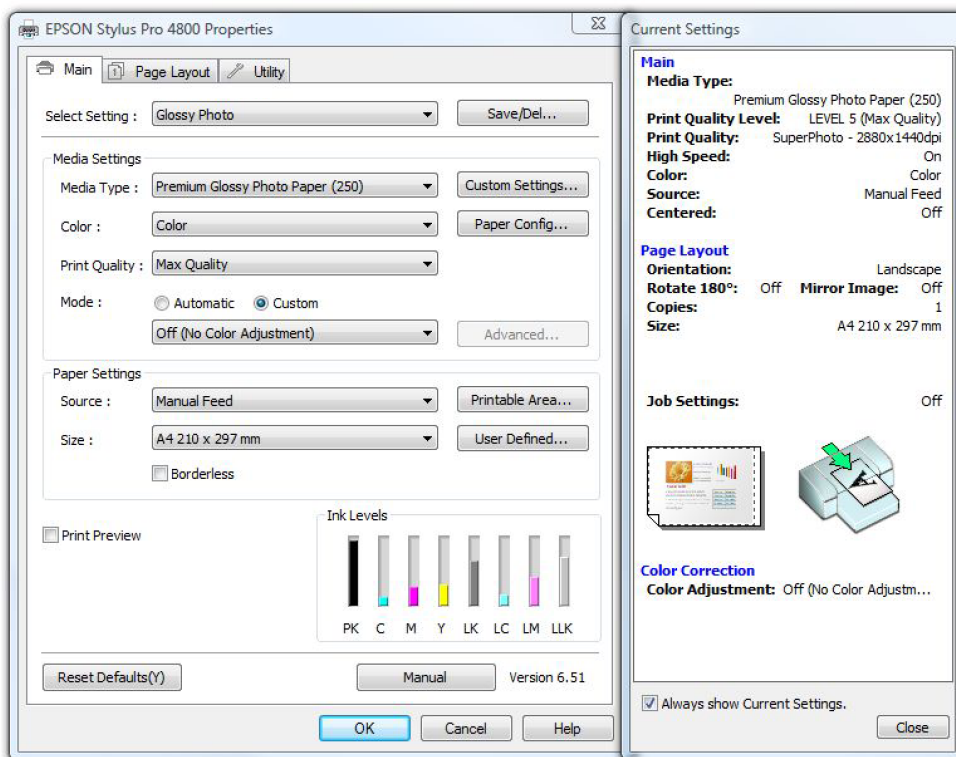 EPSON Stylus Pro 4800 Properties
Main
Page Layout
Utility
Select Setting :
Glossy Photo
Save/Del...
Media Settings
Media Type :
Premium Glossy Photo Paper (250)
Custom Settings...
Color :
Color
Paper Config...
Print Quality :
Max Quality
Mode :
Automatic
Custom
Off (No Color Adjustment)
Advanced...
Paper Settings
Source :
Manual Feed
Printable Area...
Size :
A4 210 x 297 mm
User Defined...
Borderless
Print Preview
Ink Levels
PK C M Y LK LC LM LLK
Reset Defaults(Y)
Manual
Version 6.51
OK
Cancel
Help
Current Settings
Main
Media Type:
Premium Glossy Photo Paper (250)
Print Quality Level: LEVEL 5 (Max Quality)
Print Quality: SuperPhoto - 2880x1440dpi
High Speed: On
Color: Color
Source: Manual Feed
Centered: Off
Page Layout
Orientation: Landscape
Rotate 180°: Off Mirror Image: Off
Copies: 1
Size: A4 210 x 297 mm
Job Settings: Off
A
Color Correction
Color Adjustment: Off (No Color Adjustm...
Always show Current Settings.
Close